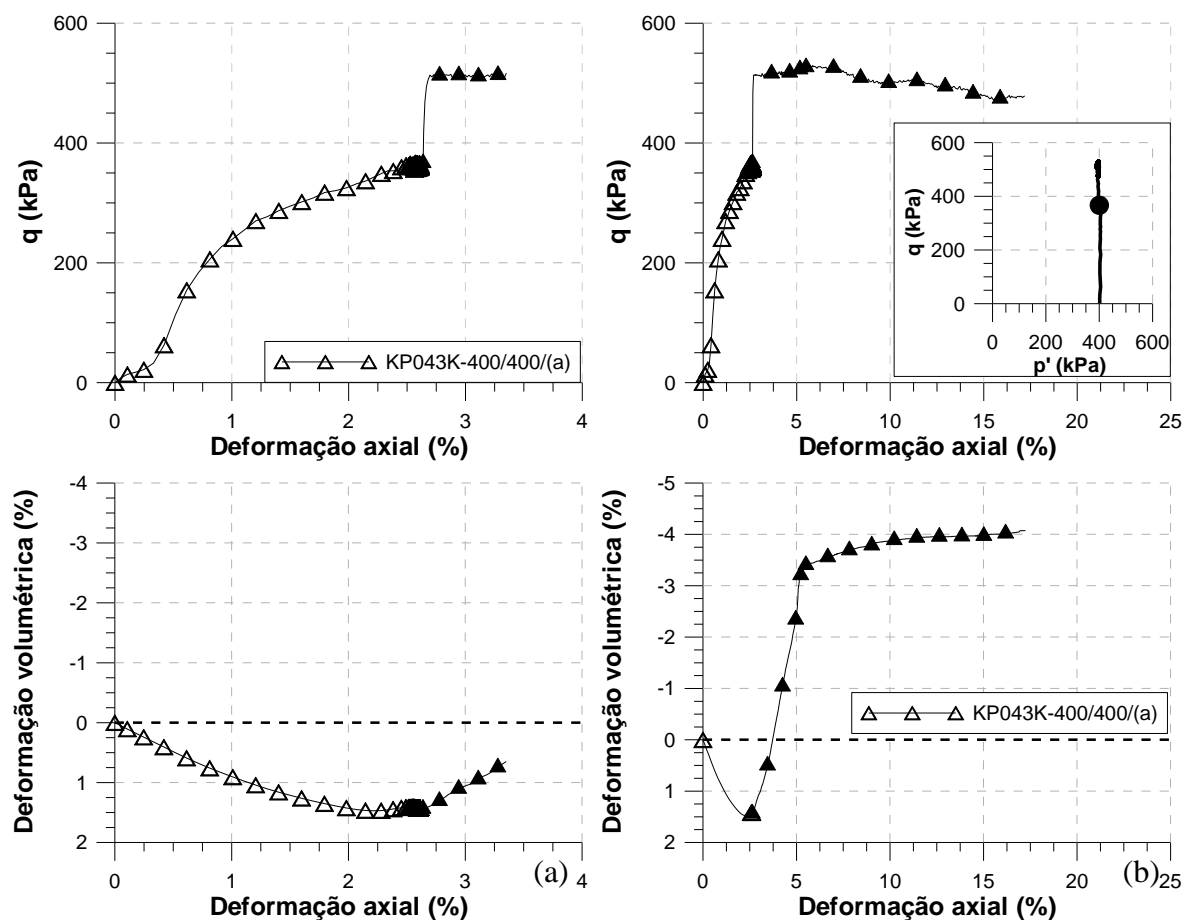 600
400
200
0
q (kPa)
0 1 2 3 4
Deformação axial (%)
KP043K-400/400/(a)
600
400
200
0
q (kPa)
0 5 10 15 20 25
Deformação axial (%)
600
400
200
0
q (kPa)
0 200 400 600
p' (kPa)
-4
-3
-2
-1
0
1
2
Deformação volumétrica (%)
0 1 2 3 4
Deformação axial (%)
(a)
-5
-4
-3
-2
-1
0
1
2
Deformação volumétrica (%)
KP043K-400/400/(a)
0 5 10 15 20 25
Deformação axial (%)
(b)